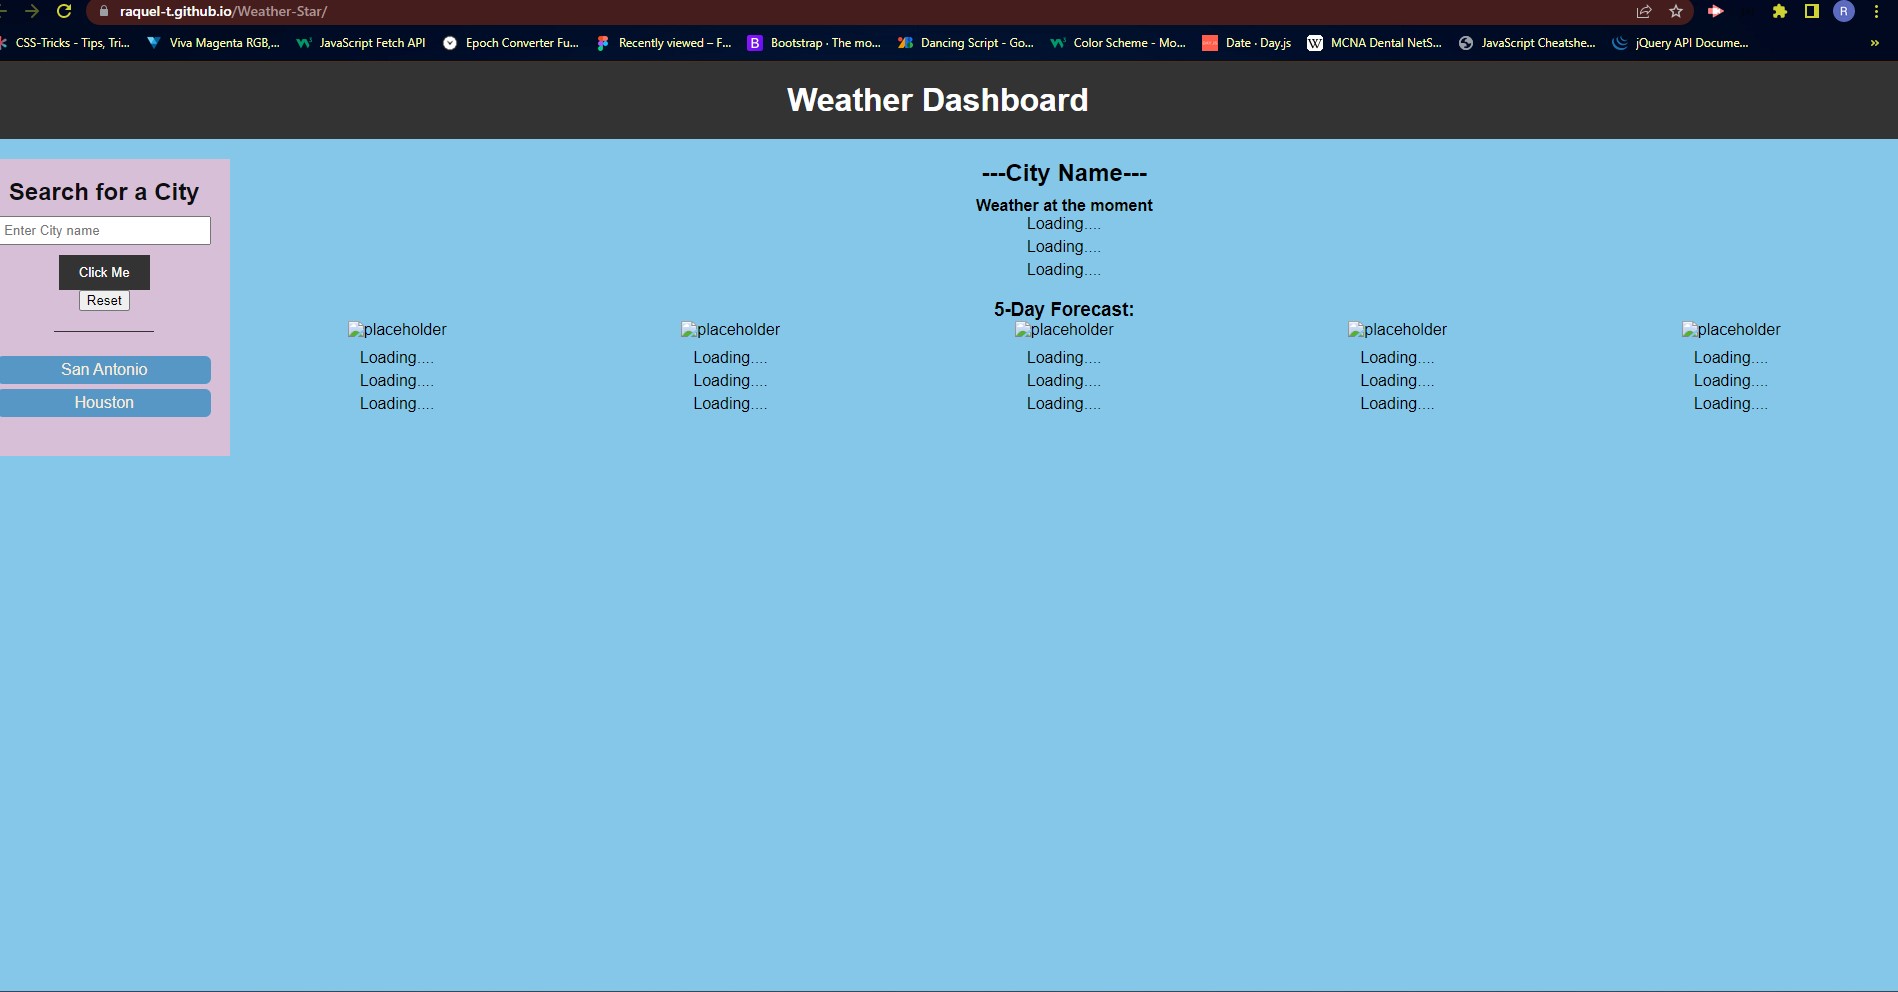 raquel-t.github.io/Weather-Star/ R
CSS-Tricks - Tips, Tri... Viva Magenta RGB,... JavaScript Fetch API Epoch Converter Fu... Recently viewed – F... B Bootstrap · The mo... Dancing Script - Go... Color Scheme - Mo... Date · Day.js W MCNA Dental NetS... JavaScript Cheatshe... jQuery API Docume... »
Weather Dashboard
Search for a City
Enter City name
Click Me
Reset
San Antonio
Houston
---City Name---
Weather at the moment
Loading....
Loading....
Loading....
5-Day Forecast:
placeholder placeholder placeholder placeholder placeholder
Loading.... Loading.... Loading.... Loading.... Loading....
Loading.... Loading.... Loading.... Loading.... Loading....
Loading.... Loading.... Loading.... Loading.... Loading....